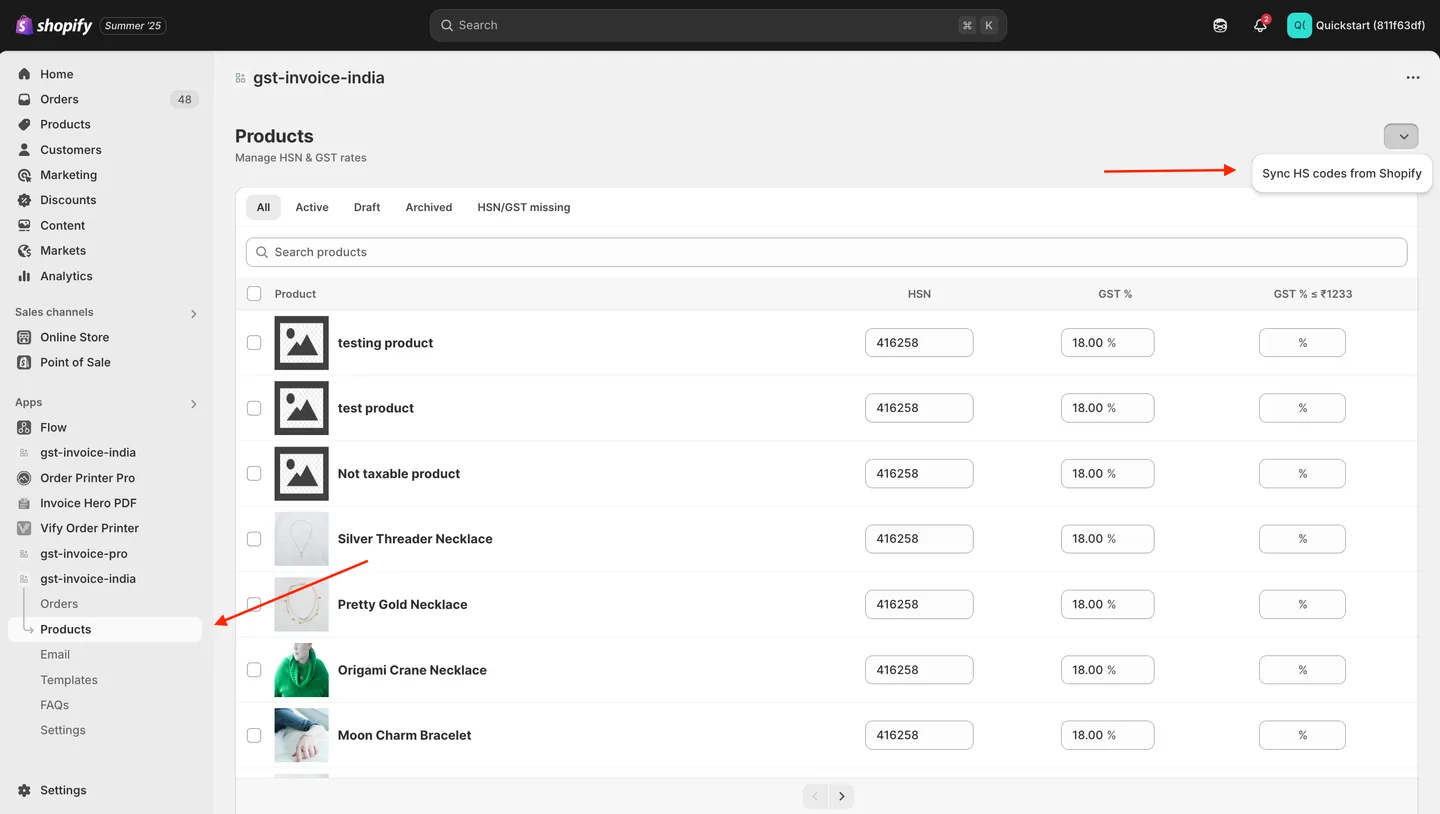 shopify Summer '25
Search ⌘ K
2
Q( Quickstart (811f63df)
Home
Orders 48
Products
Customers
Marketing
Discounts
Content
Markets
Analytics
Sales channels
Online Store
Point of Sale
Apps
Flow
gst-invoice-india
Order Printer Pro
Invoice Hero PDF
Vify Order Printer
gst-invoice-pro
gst-invoice-india
Orders
Products
Email
Templates
FAQs
Settings
Settings
gst-invoice-india
Products
Manage HSN & GST rates
Sync HS codes from Shopify
All Active Draft Archived HSN/GST missing
Search products
Product HSN GST % GST % ≤ ₹1233
testing product 416258 18.00 % %
test product 416258 18.00 % %
Not taxable product 416258 18.00 % %
Silver Threader Necklace 416258 18.00 % %
Pretty Gold Necklace 416258 18.00 % %
Origami Crane Necklace 416258 18.00 % %
Moon Charm Bracelet 416258 18.00 % %